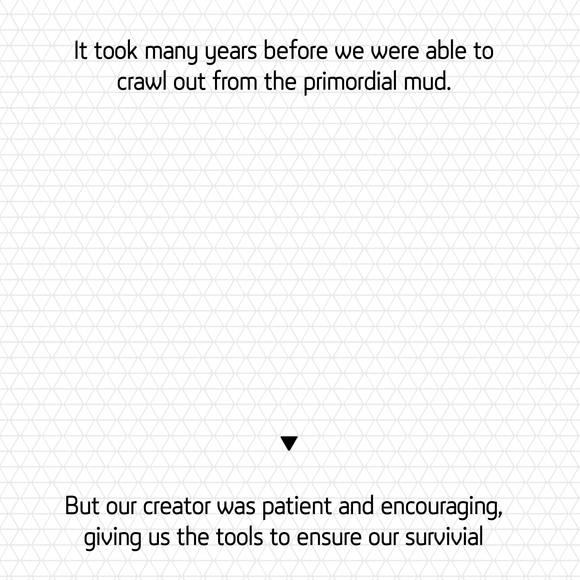 It took many years before we were able to
crawl out from the primordial mud.
But our creator was patient and encouraging,
giving us the tools to ensure our survivial